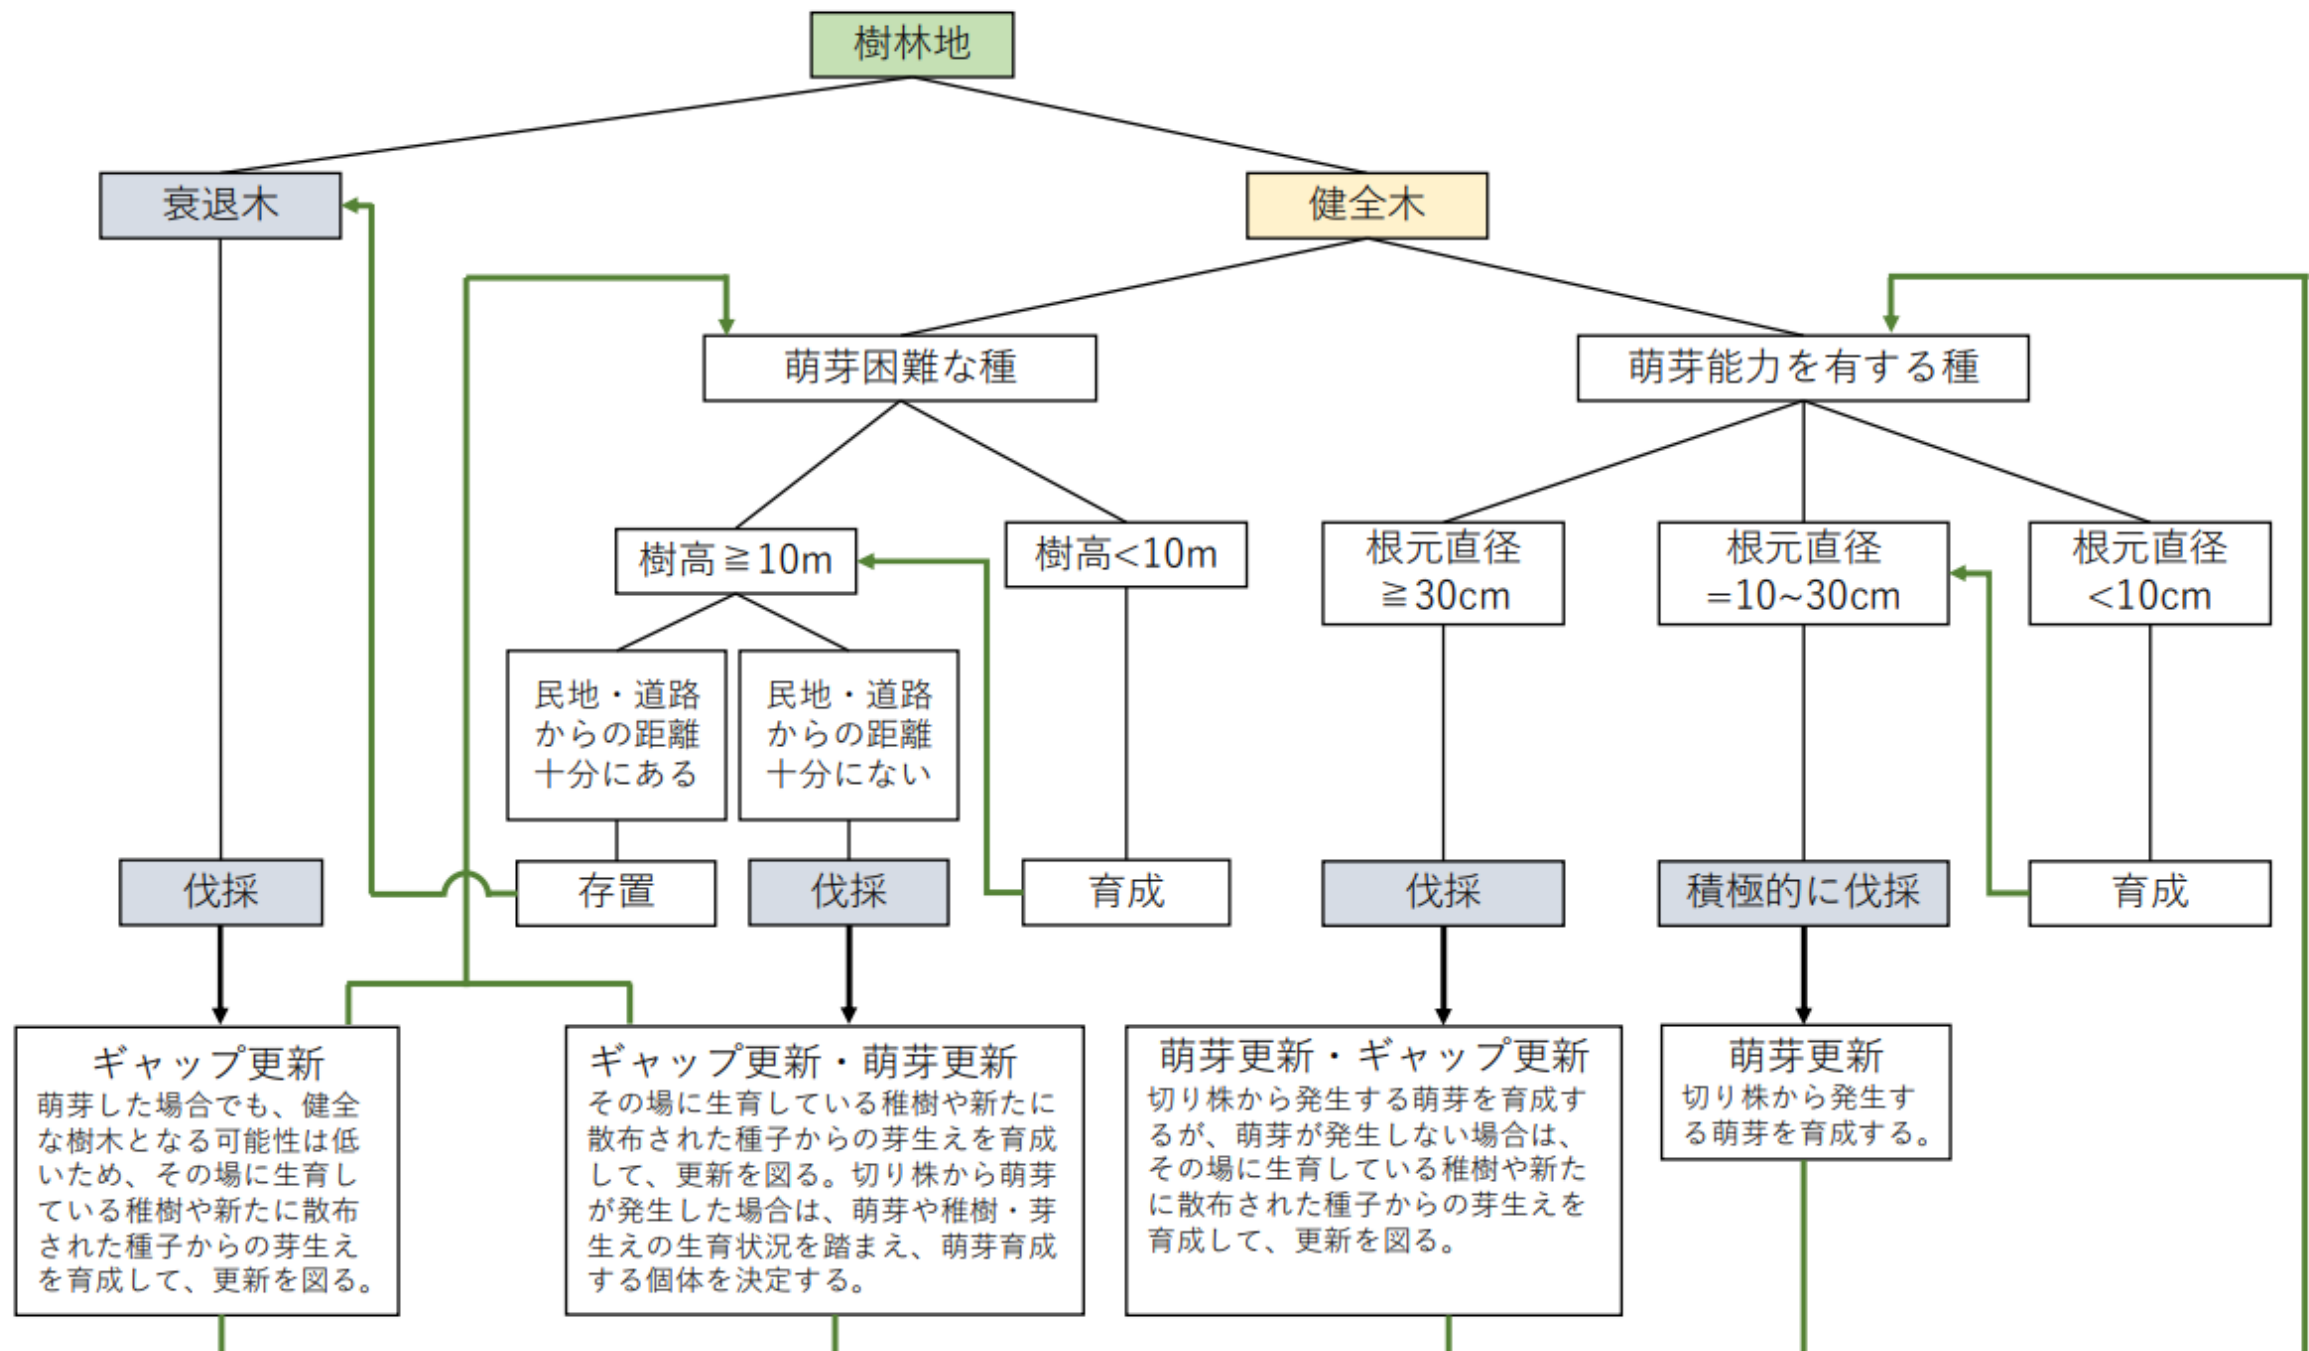 樹林地
衰退木
健全木
萌芽困難な種
萌芽能力を有する種
樹高≧10m
樹高<10m
根元直径
≧30cm
根元直径
=10~30cm
根元直径
<10cm
民地・道路
からの距離
十分にある
民地・道路
からの距離
十分にない
伐採
存置
伐採
育成
伐採
積極的に伐採
育成
ギャップ更新
萌芽した場合でも、健全
な樹木となる可能性は低
いため、その場に生育し
ている稚樹や新たに散布
された種子からの芽生え
を育成して、更新を図る。
ギャップ更新・萌芽更新
その場に生育している稚樹や新たに
散布された種子からの芽生えを育成
して、更新を図る。切り株から萌芽
が発生した場合は、萌芽や稚樹・芽
生えの生育状況を踏まえ、萌芽育成
する個体を決定する。
萌芽更新・ギャップ更新
切り株から発生する萌芽を育成す
るが、萌芽が発生しない場合は、
その場に生育している稚樹や新た
に散布された種子からの芽生えを
育成して、更新を図る。
萌芽更新
切り株から発生す
る萌芽を育成する。